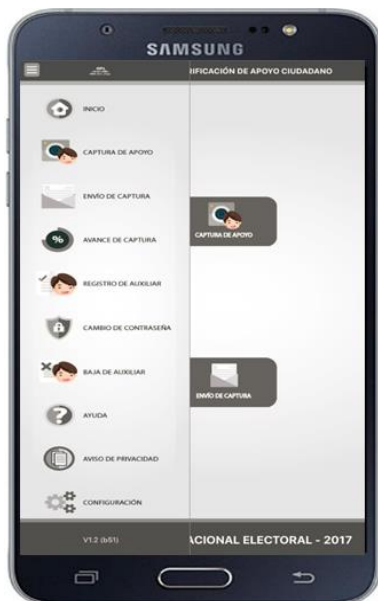 SAMSUNG
RIFICACIÓN DE APOYO CIUDADANO
INICIO
CAPTURA DE APOYO
ENVÍO DE CAPTURA
%
AVANCE DE CAPTURA
REGISTRO DE AUXILIAR
CAMBIO DE CONTRASEÑA
BAJA DE AUXILIAR
?
AYUDA
AVISO DE PRIVACIDAD
CONFIGURACIÓN
CAPTURA DE APOYO
ENVÍO DE CAPTURA
V1.2 (b51)
ACIONAL ELECTORAL - 2017